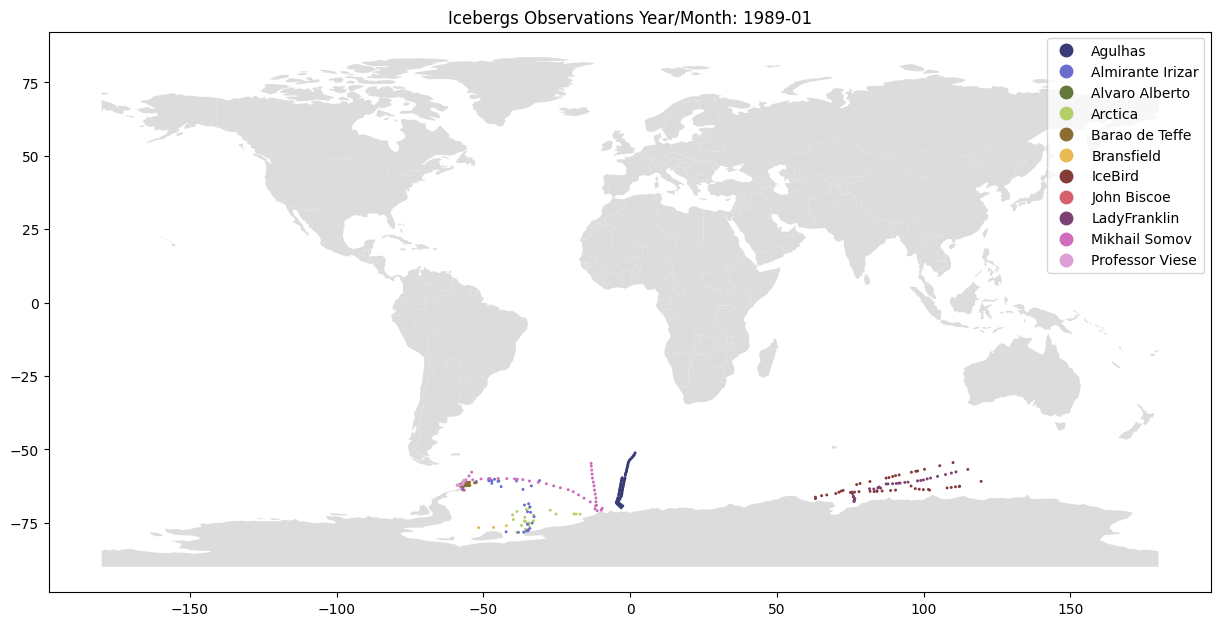 Icebergs Observations Year/Month: 1989-01
Agulhas
Almirante Irizar
Alvaro Alberto
Arctica
Barao de Teffe
Bransfield
IceBird
John Biscoe
LadyFranklin
Mikhail Somov
Professor Viese
75
50
25
0
−25
−50
−75
−150 −100 −50 0 50 100 150